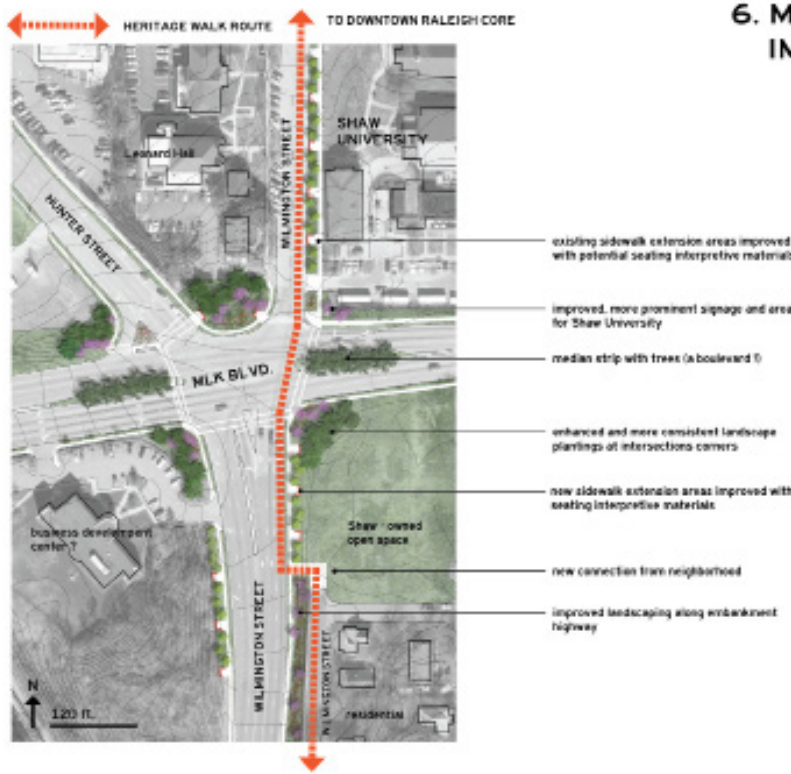 HERITAGE WALK ROUTE
TO DOWNTOWN RALEIGH CORE
6. M
IM
SHAW
UNIVERSITY
Leonard Hall
WILMINGTON STREET
HUNTER STREET
existing sidewalk extension areas improved
with potential seating interpretive materials
improved, more prominent signage and area
for Shaw University
median strip with trees (a boulevard !)
MLK BLVD.
enhanced and more consistent landscape
plantings at intersections corners
new sidewalk extension areas improved with
seating interpretive materials
business development
center ?
Shaw - owned
open space
new connection from neighborhood
improved landscaping along embankment
highway
WILMINGTON STREET
WILMINGTON STREET
residential
N
120 ft.